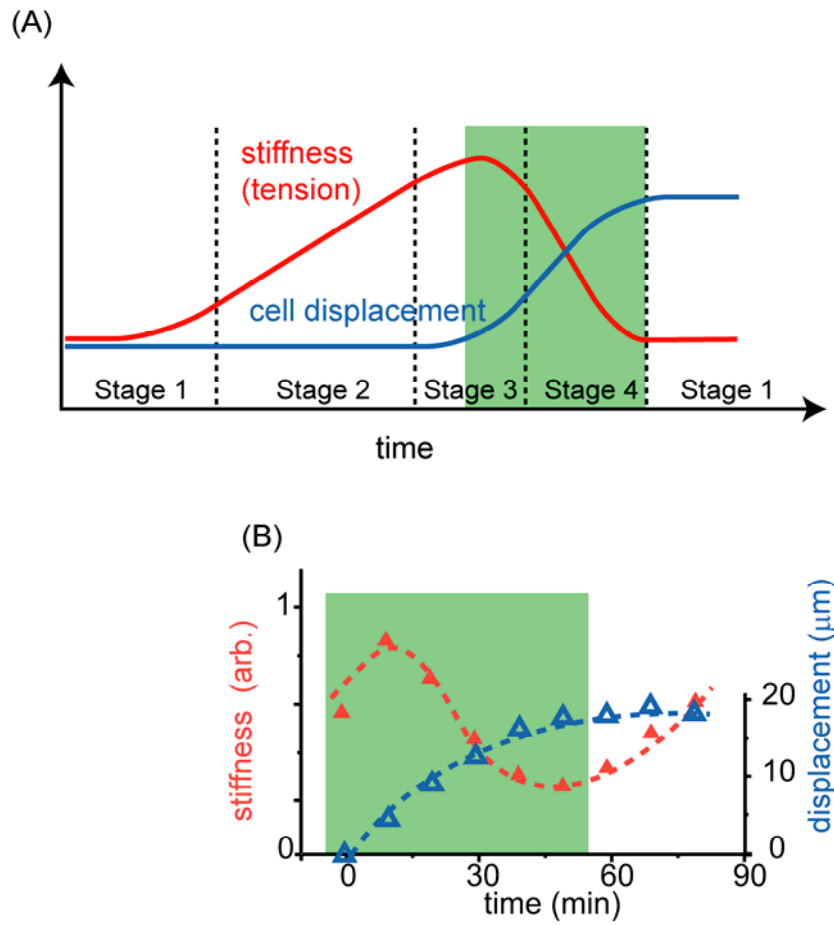 (A)
stiffness
(tension)
cell displacement
Stage 1 Stage 2 Stage 3 Stage 4 Stage 1
time
(B)
stiffness (arb.)
1
0
displacement (μm)
20
10
0
0 30 60 90
time (min)